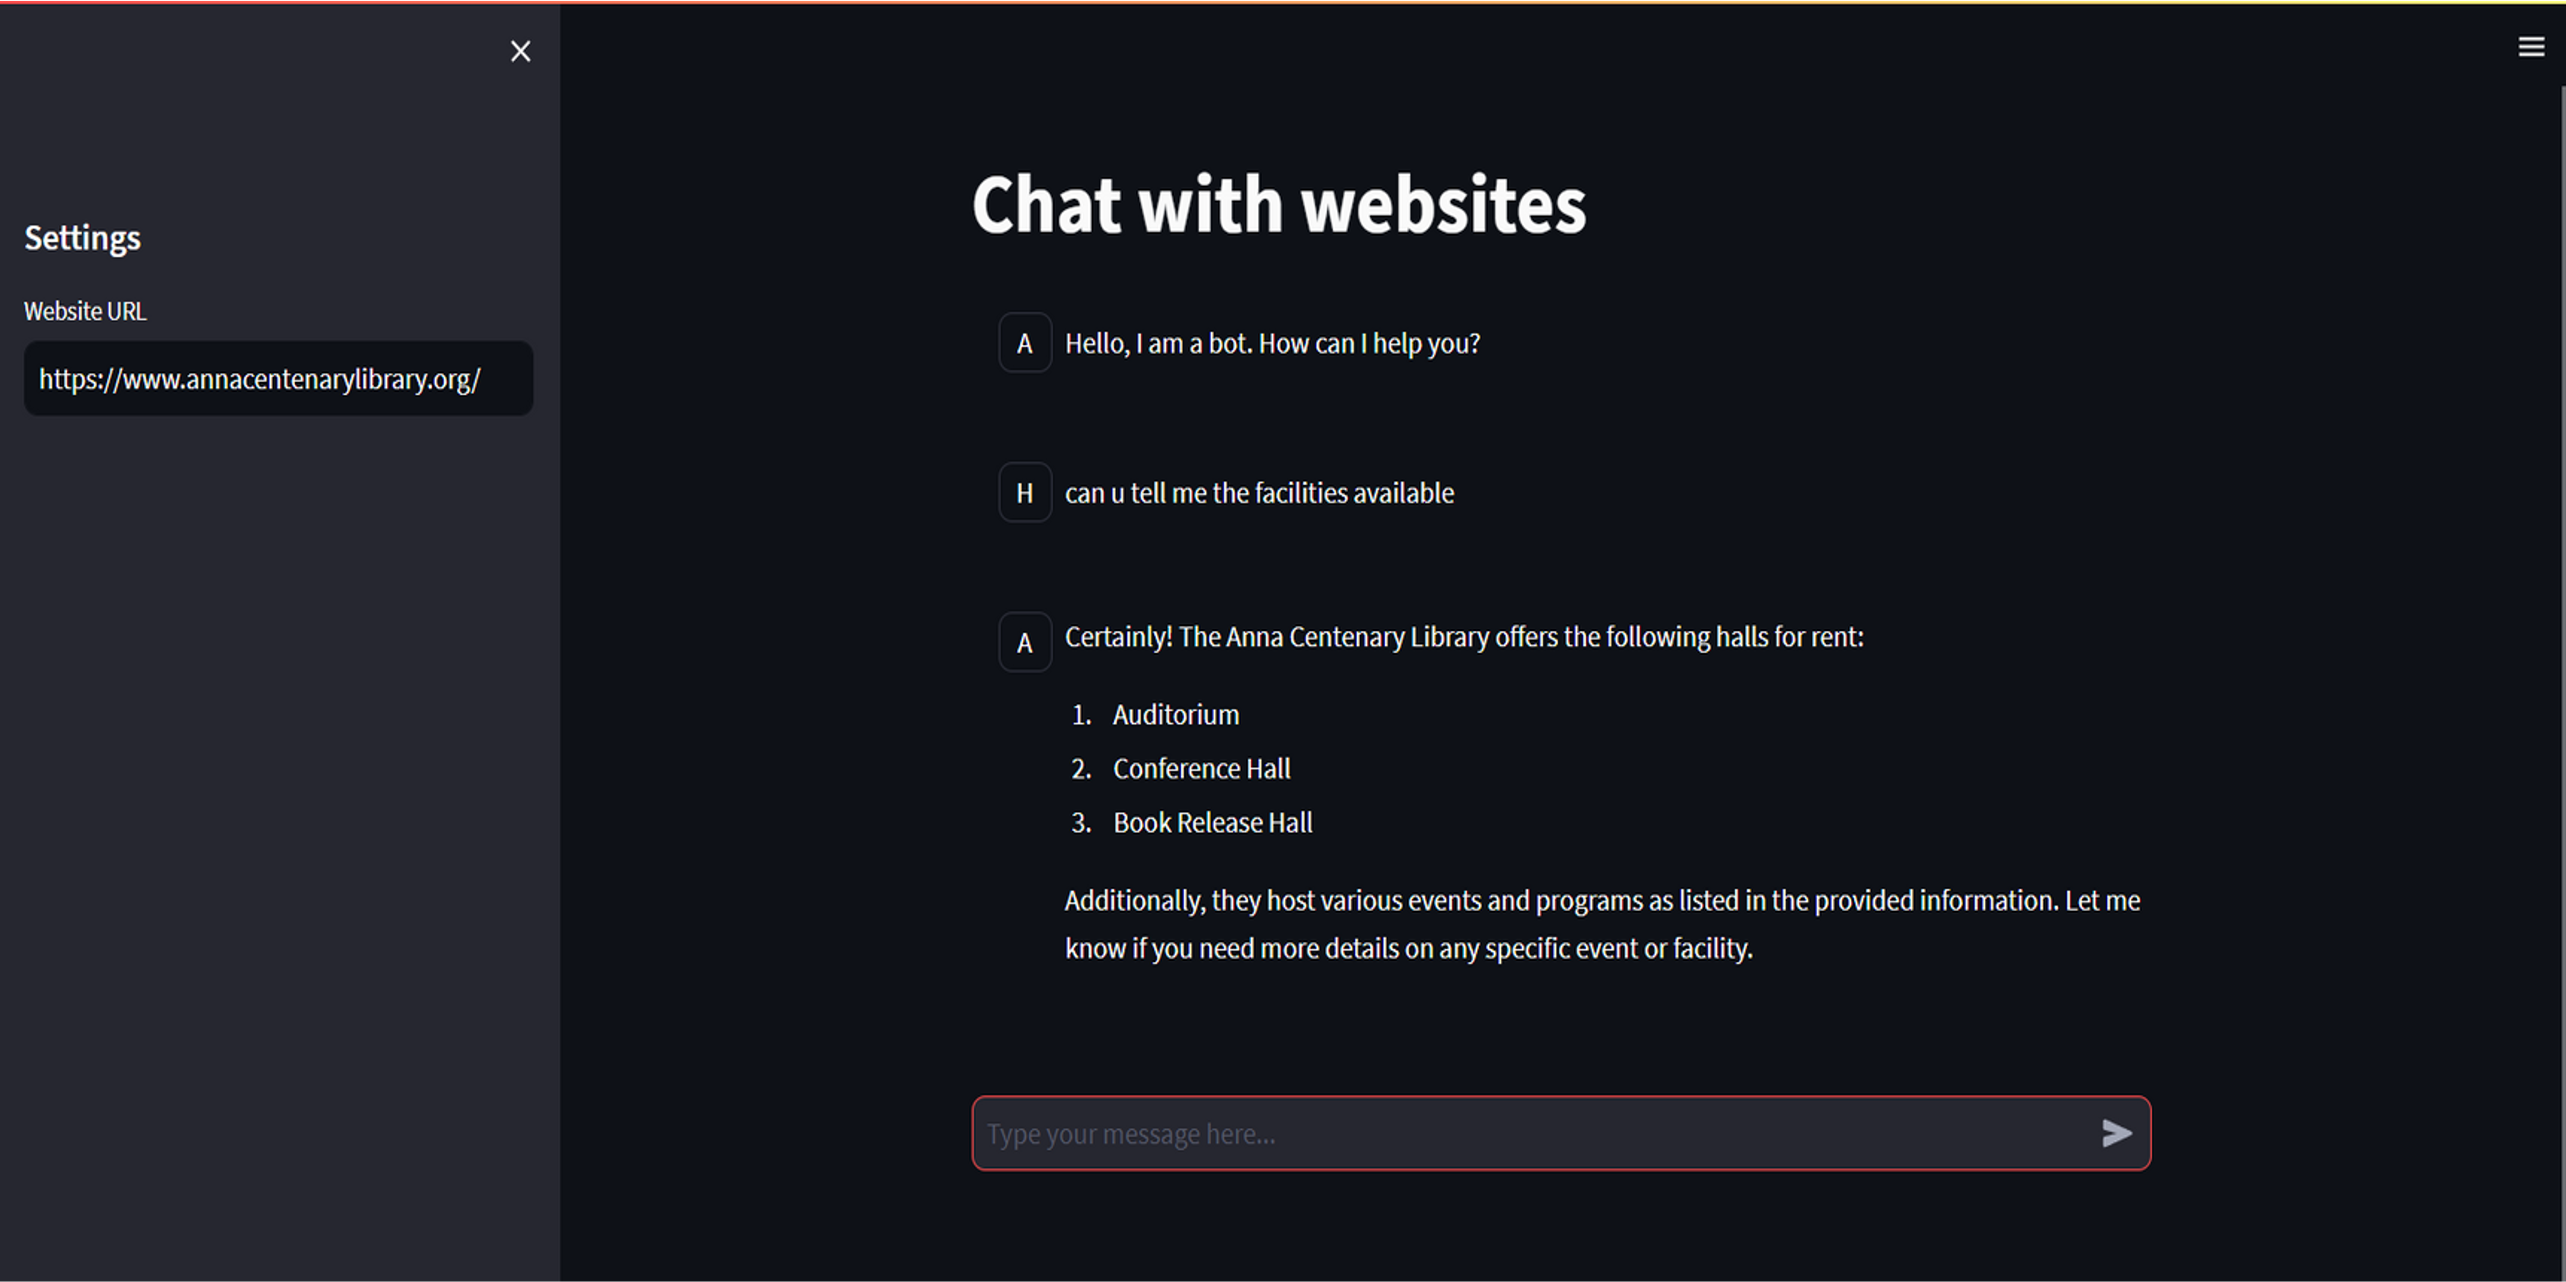 Settings
Website URL
https://www.annacentenarylibrary.org/
Chat with websites
A Hello, I am a bot. How can I help you?
H can u tell me the facilities available
A Certainly! The Anna Centenary Library offers the following halls for rent:
1. Auditorium
2. Conference Hall
3. Book Release Hall
Additionally, they host various events and programs as listed in the provided information. Let me
know if you need more details on any specific event or facility.
Type your message here...